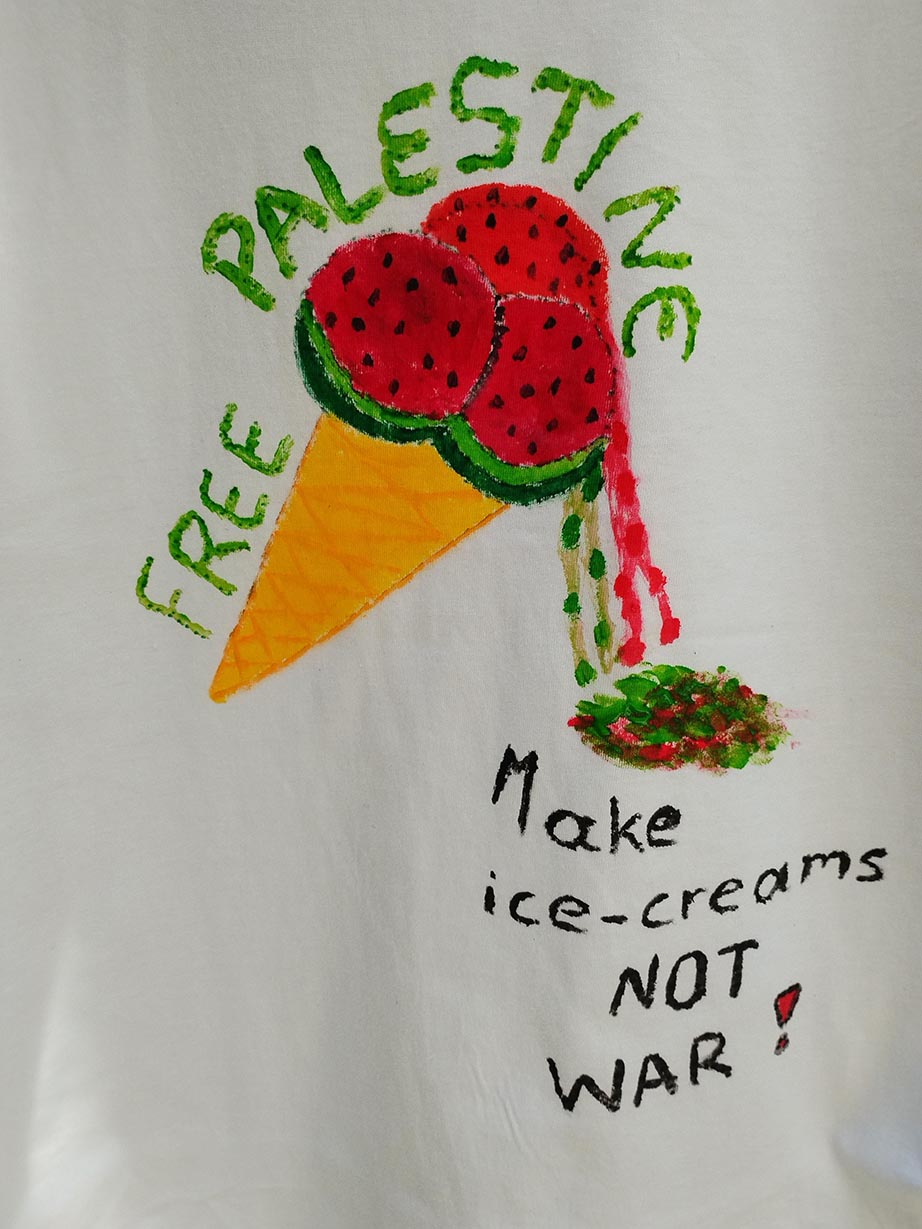 FREE PALESTINE
Make
ice-creams
NOT
WAR!